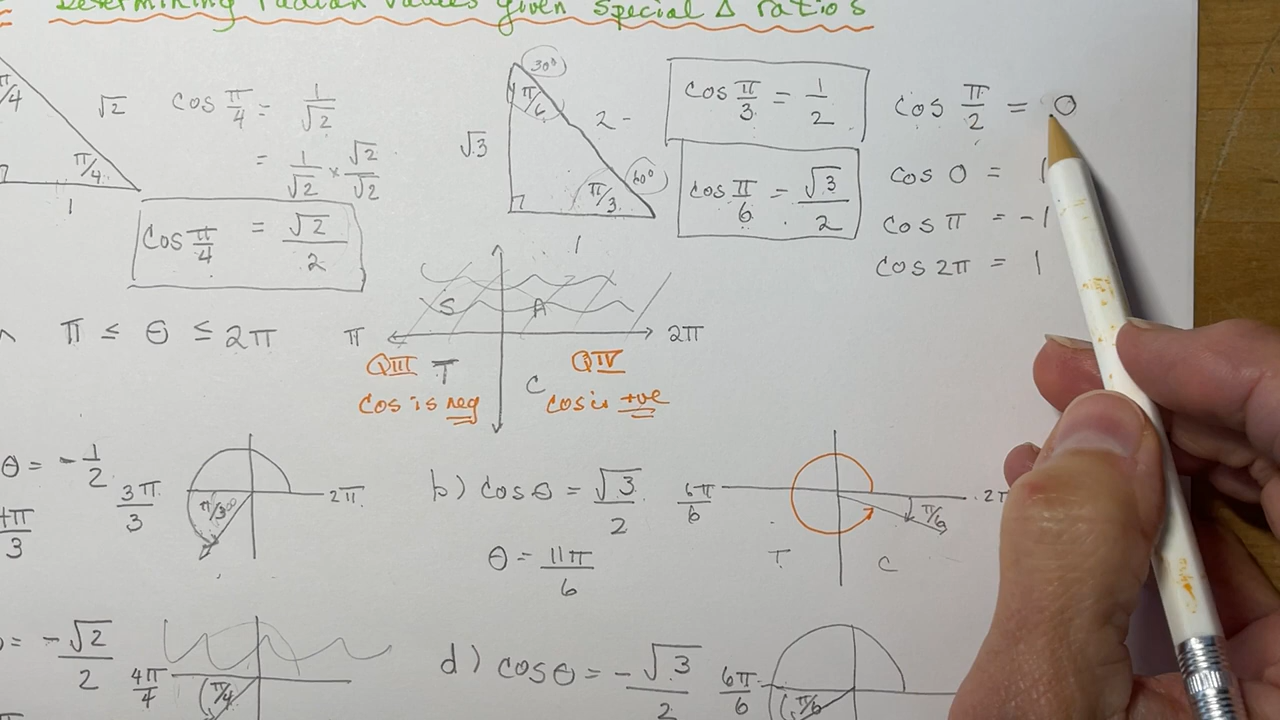 Determining radian values given special Δ ratios
π/4
√2
π/4
1
cos π/4 = 1/√2
= 1/√2 × √2/√2
cos π/4 = √2/2
30°
π/6
√3
2
60°
π/3
1
cos π/3 = 1/2
cos π/6 = √3/2
cos π/2 = 0
cos 0 = 1
cos π = -1
cos 2π = 1
π ≤ θ ≤ 2π
S A
π 2π
QIII T
cos is neg
QIV
C
cos is +ve
θ = -1/2
4π/3
3π/3
π/3
2π
b) cosθ = √3/2
θ = 11π/6
6π/6
π/6
T C
= -√2/2
4π/4
π/4
d) cosθ = -√3/2
6π/6
π/6